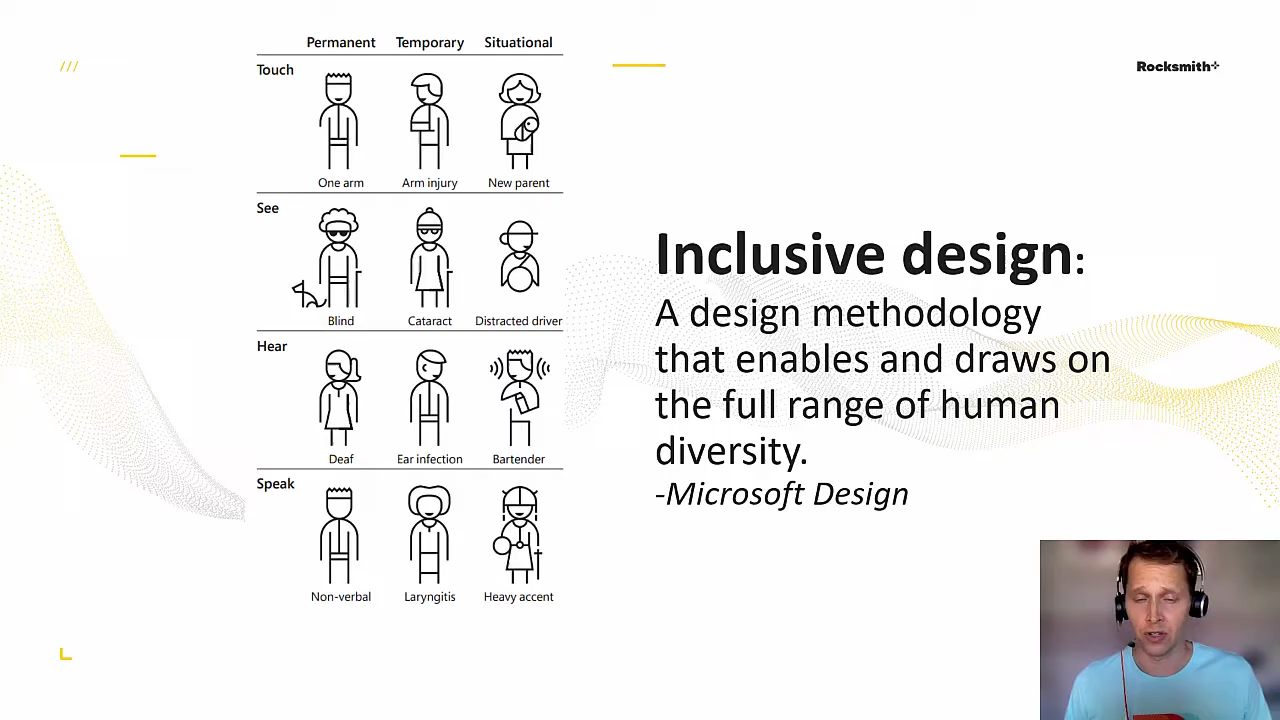 Permanent Temporary Situational
Rocksmith+
Touch
One arm Arm injury New parent
See
Blind Cataract Distracted driver
Hear
Deaf Ear infection Bartender
Speak
Non-verbal Laryngitis Heavy accent
Inclusive design:
A design methodology
that enables and draws on
the full range of human
diversity.
-Microsoft Design